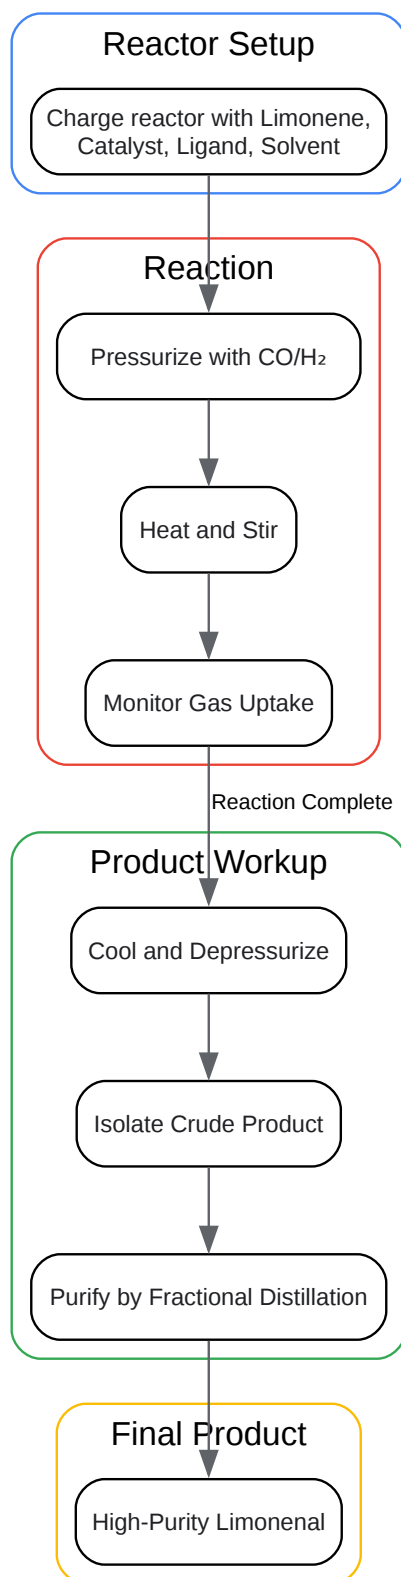 Reactor Setup
Charge reactor with Limonene,
Catalyst, Ligand, Solvent
Reaction
Pressurize with CO/H₂
Heat and Stir
Monitor Gas Uptake
Reaction Complete
Product Workup
Cool and Depressurize
Isolate Crude Product
Purify by Fractional Distillation
Final Product
High-Purity Limonenal